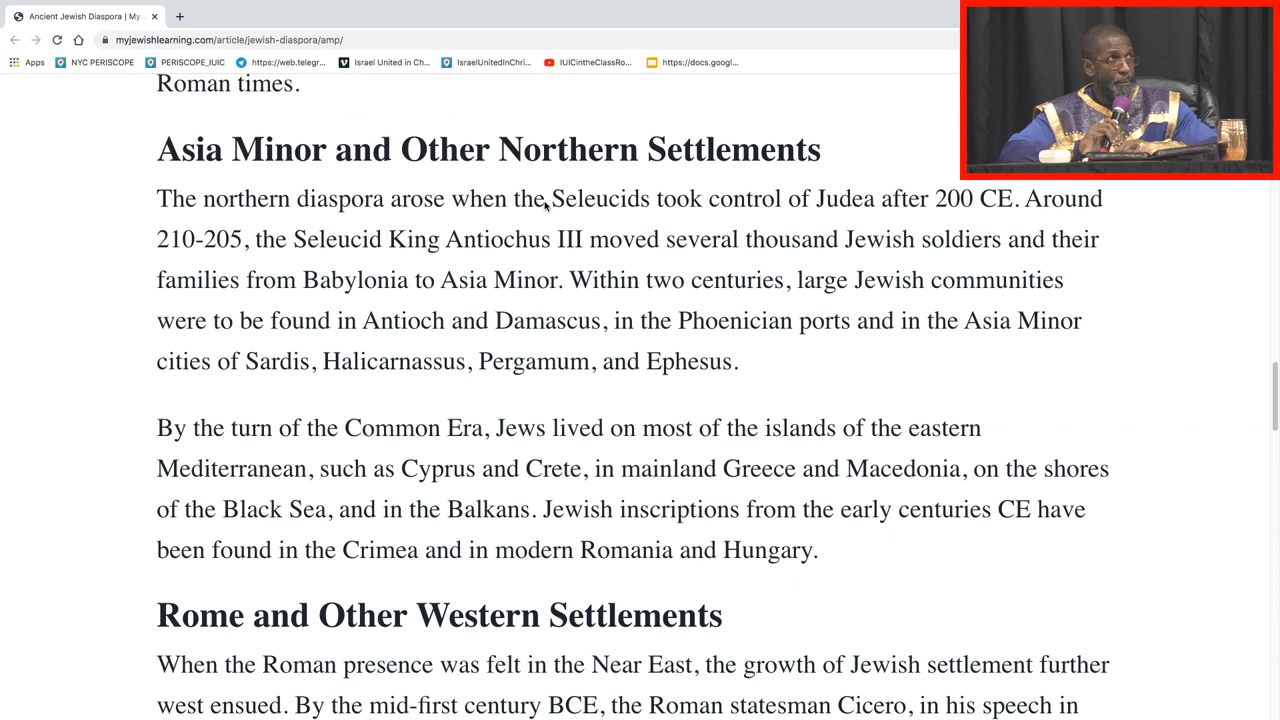 Ancient Jewish Diaspora | My
myjewishlearning.com/article/jewish-diaspora/amp/
Apps NYC PERISCOPE PERISCOPE_IUIC https://web.telegr... Israel United in Ch... IsraelUnitedInChri... IUICintheClassRo... https://docs.googl...
Roman times.
Asia Minor and Other Northern Settlements
The northern diaspora arose when the Seleucids took control of Judea after 200 CE. Around
210-205, the Seleucid King Antiochus III moved several thousand Jewish soldiers and their
families from Babylonia to Asia Minor. Within two centuries, large Jewish communities
were to be found in Antioch and Damascus, in the Phoenician ports and in the Asia Minor
cities of Sardis, Halicarnassus, Pergamum, and Ephesus.
By the turn of the Common Era, Jews lived on most of the islands of the eastern
Mediterranean, such as Cyprus and Crete, in mainland Greece and Macedonia, on the shores
of the Black Sea, and in the Balkans. Jewish inscriptions from the early centuries CE have
been found in the Crimea and in modern Romania and Hungary.
Rome and Other Western Settlements
When the Roman presence was felt in the Near East, the growth of Jewish settlement further
west ensued. By the mid-first century BCE, the Roman statesman Cicero, in his speech in